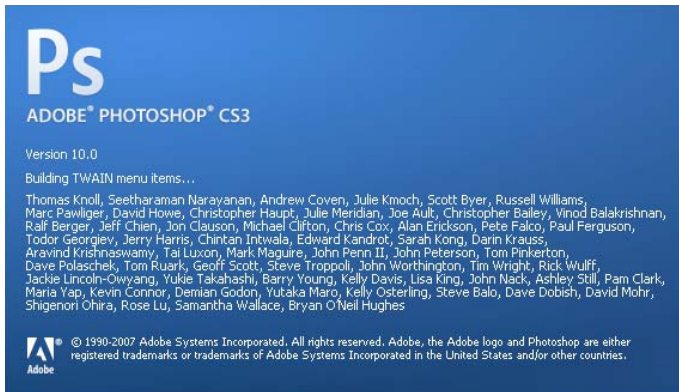 Ps
ADOBE® PHOTOSHOP® CS3
Version 10.0
Building TWAIN menu items...
Thomas Knoll, Seetharaman Narayanan, Andrew Coven, Julie Kmoch, Scott Byer, Russell Williams,
Marc Pawliger, David Howe, Christopher Haupt, Julie Meridian, Joe Ault, Christopher Bailey, Vinod Balakrishnan,
Ralf Berger, Jeff Chien, Jon Clauson, Michael Clifton, Chris Cox, Alan Erickson, Pete Falco, Paul Ferguson,
Todor Georgiev, Jerry Harris, Chintan Intwala, Edward Kandrot, Sarah Kong, Darin Krauss,
Aravind Krishnaswamy, Tai Luxon, Mark Maguire, John Penn II, John Peterson, Tom Pinkerton,
Dave Polaschek, Tom Ruark, Geoff Scott, Steve Troppoli, John Worthington, Tim Wright, Rick Wulff,
Jackie Lincoln-Owyang, Yukie Takahashi, Barry Young, Kelly Davis, Lisa King, John Nack, Ashley Still, Pam Clark,
Maria Yap, Kevin Connor, Demian Godon, Yutaka Maro, Kelly Osterling, Steve Balo, Dave Dobish, David Mohr,
Shigenori Ohira, Rose Lu, Samantha Wallace, Bryan O'Neil Hughes
© 1990-2007 Adobe Systems Incorporated. All rights reserved. Adobe, the Adobe logo and Photoshop are either
registered trademarks or trademarks of Adobe Systems Incorporated in the United States and/or other countries.
Adobe